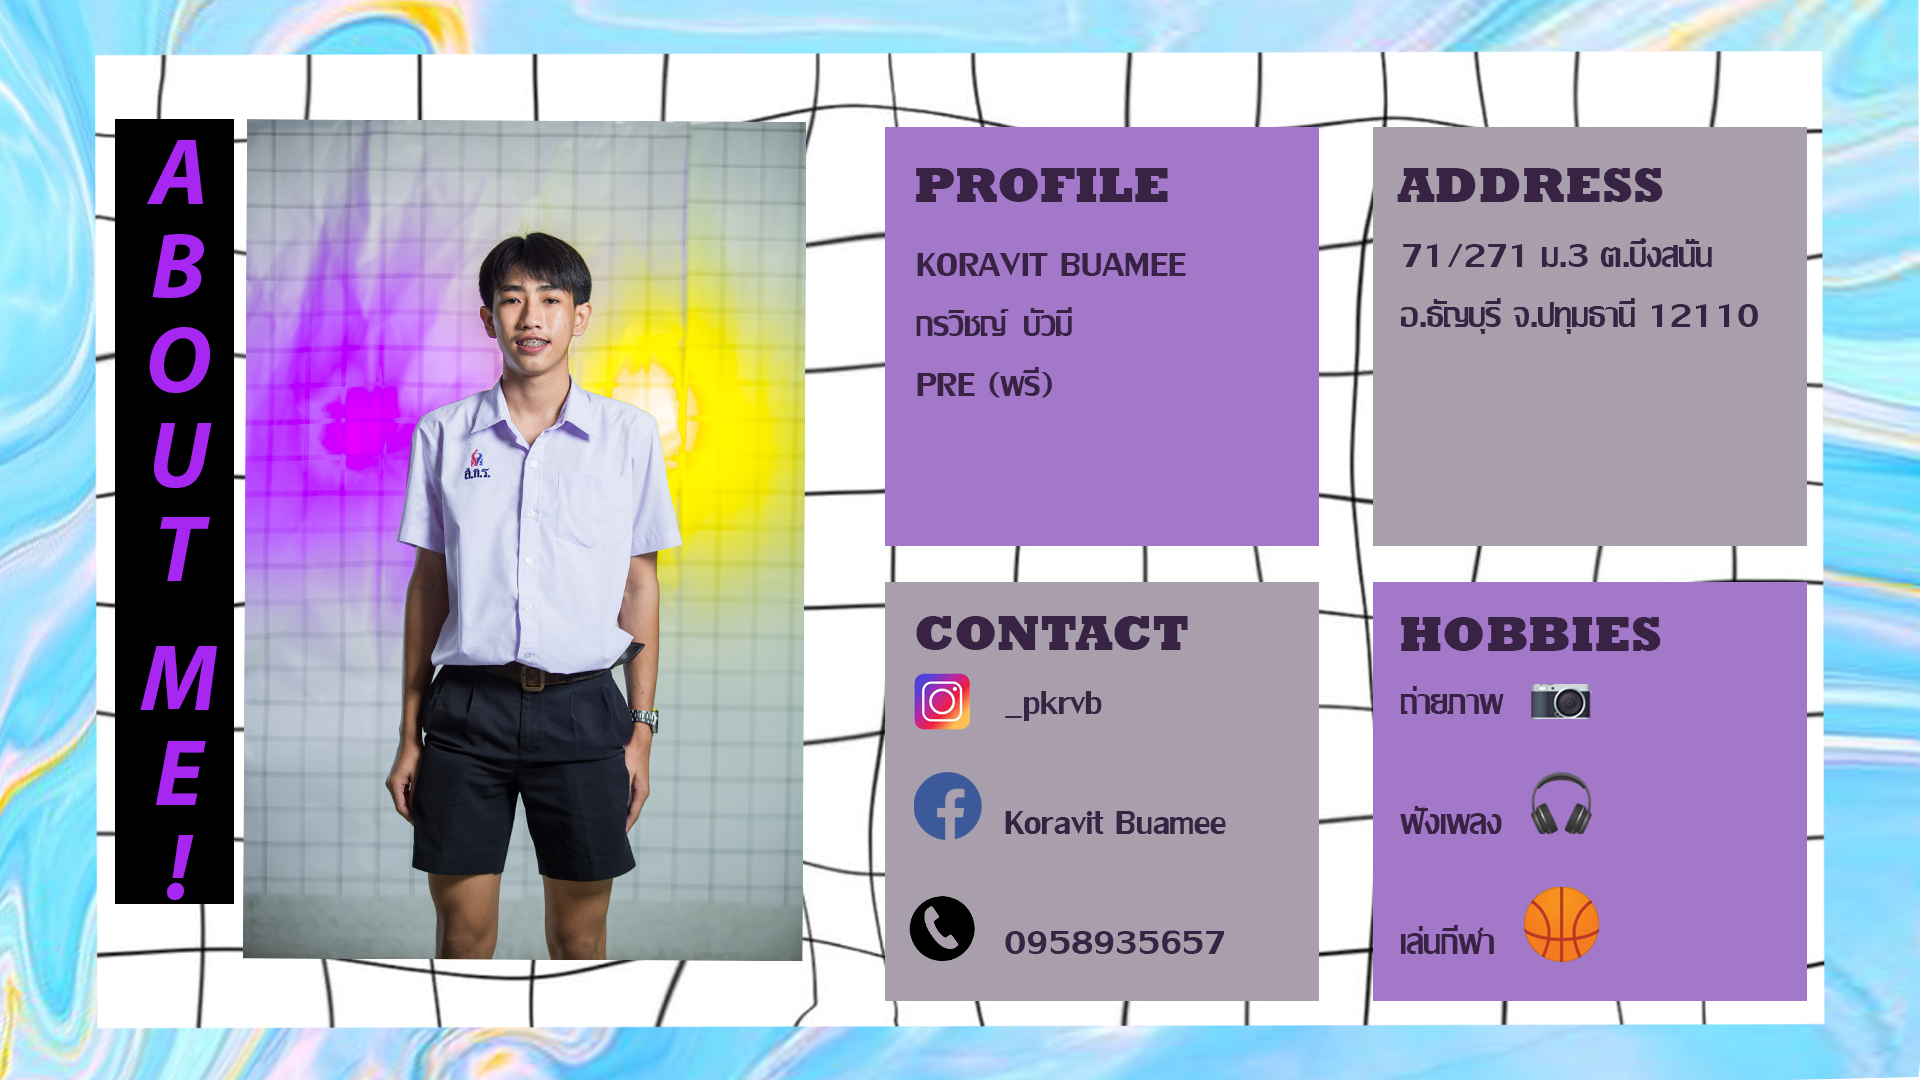 ABOUT ME!
ส.ก.ร.
PROFILE
KORAVIT BUAMEE
กรวิชญ์ บัวมี
PRE (พรี)
ADDRESS
71/271 ม.3 ต.บึงสนั่น
อ.ธัญบุรี จ.ปทุมธานี 12110
CONTACT
_pkrvb
Koravit Buamee
0958935657
HOBBIES
ถ่ายภาพ
ฟังเพลง
เล่นกีฬา